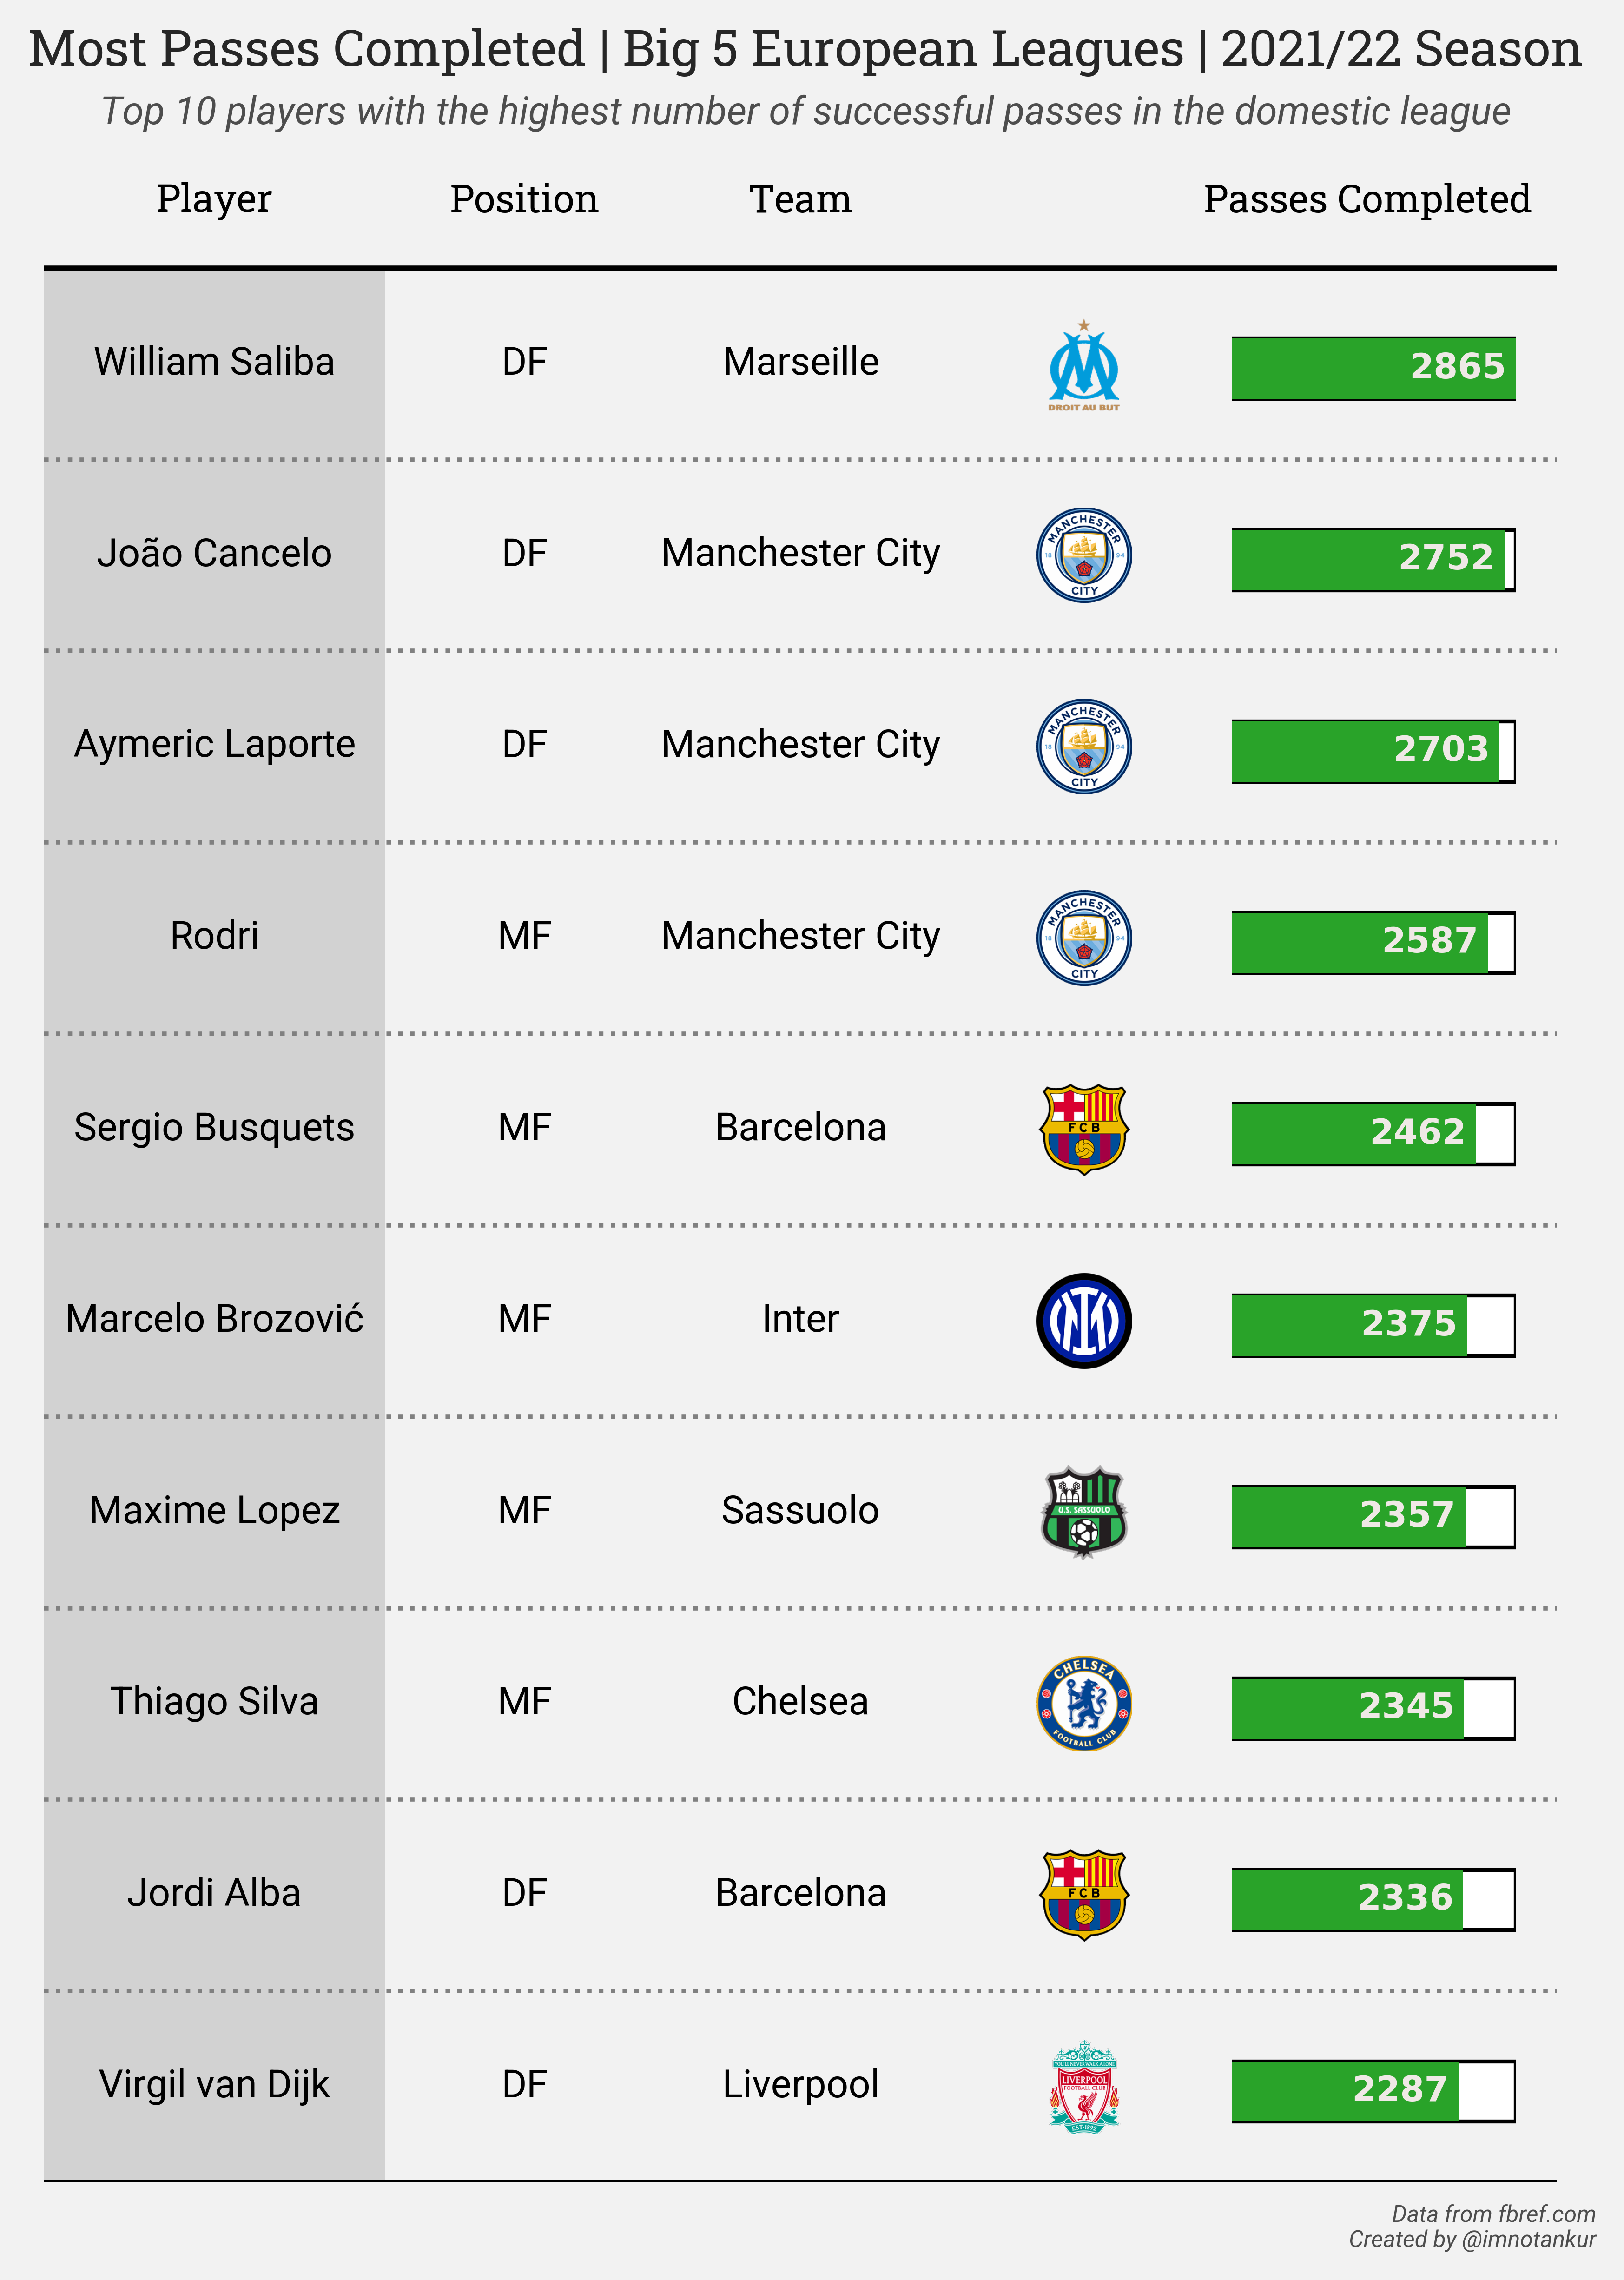 Most Passes Completed | Big 5 European Leagues | 2021/22 Season
Top 10 players with the highest number of successful passes in the domestic league
Player Position Team Passes Completed
William Saliba DF Marseille 2865
DROIT AU BUT
João Cancelo DF Manchester City 2752
MANCHESTER
18 94
CITY
Aymeric Laporte DF Manchester City 2703
MANCHESTER
18 94
CITY
Rodri MF Manchester City 2587
MANCHESTER
18 94
CITY
Sergio Busquets MF Barcelona 2462
FCB
Marcelo Brozović MF Inter 2375
Maxime Lopez MF Sassuolo 2357
U.S. SASSUOLO
Thiago Silva MF Chelsea 2345
CHELSEA
FOOTBALL CLUB
Jordi Alba DF Barcelona 2336
FCB
Virgil van Dijk DF Liverpool 2287
YOU'LL NEVER WALK ALONE
LIVERPOOL
FOOTBALL CLUB
EST 1892
Data from fbref.com
Created by @imnotankur